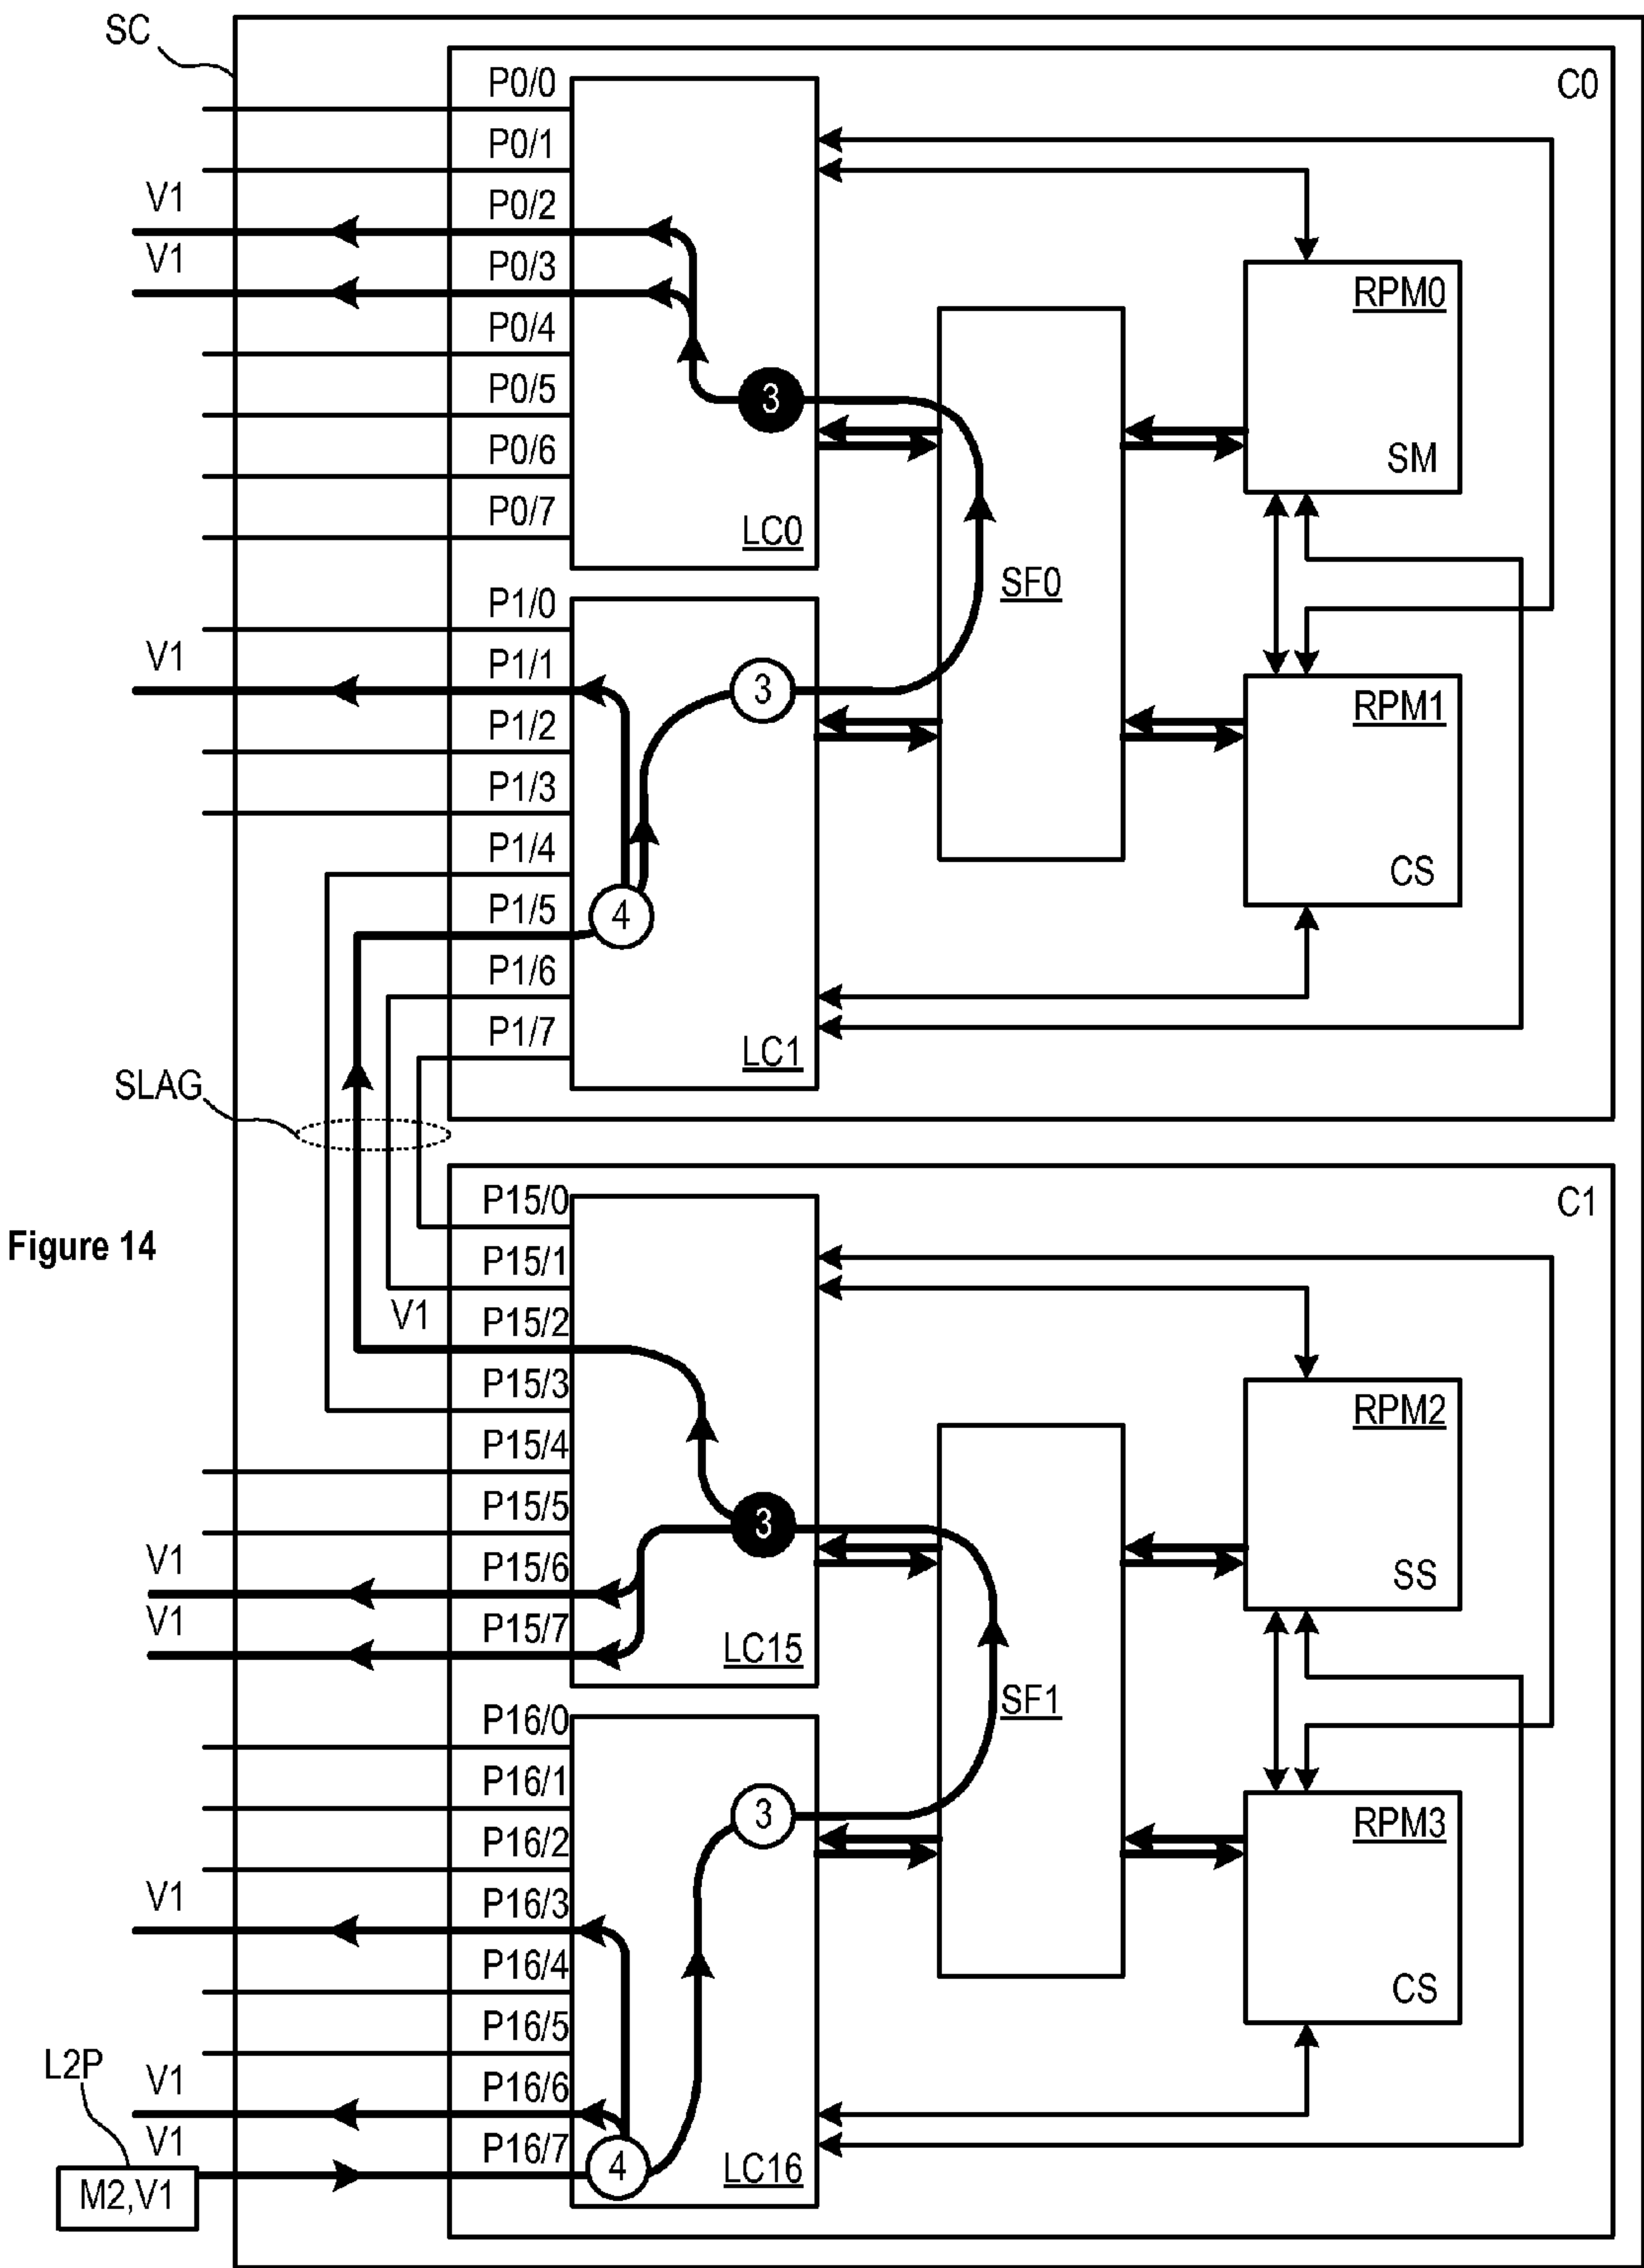 SC
C0
P0/0
P0/1
V1
P0/2
V1
P0/3
P0/4
P0/5
P0/6
P0/7
3
LC0
SF0
RPM0
SM
P1/0
V1
P1/1
P1/2
P1/3
P1/4
P1/5
P1/6
P1/7
3
4
LC1
RPM1
CS
SLAG
Figure 14
C1
P15/0
P15/1
V1
P15/2
P15/3
P15/4
P15/5
V1
P15/6
V1
P15/7
3
LC15
SF1
RPM2
SS
P16/0
P16/1
P16/2
V1
P16/3
P16/4
P16/5
L2P
V1
P16/6
V1
P16/7
M2,V1
3
4
LC16
RPM3
CS